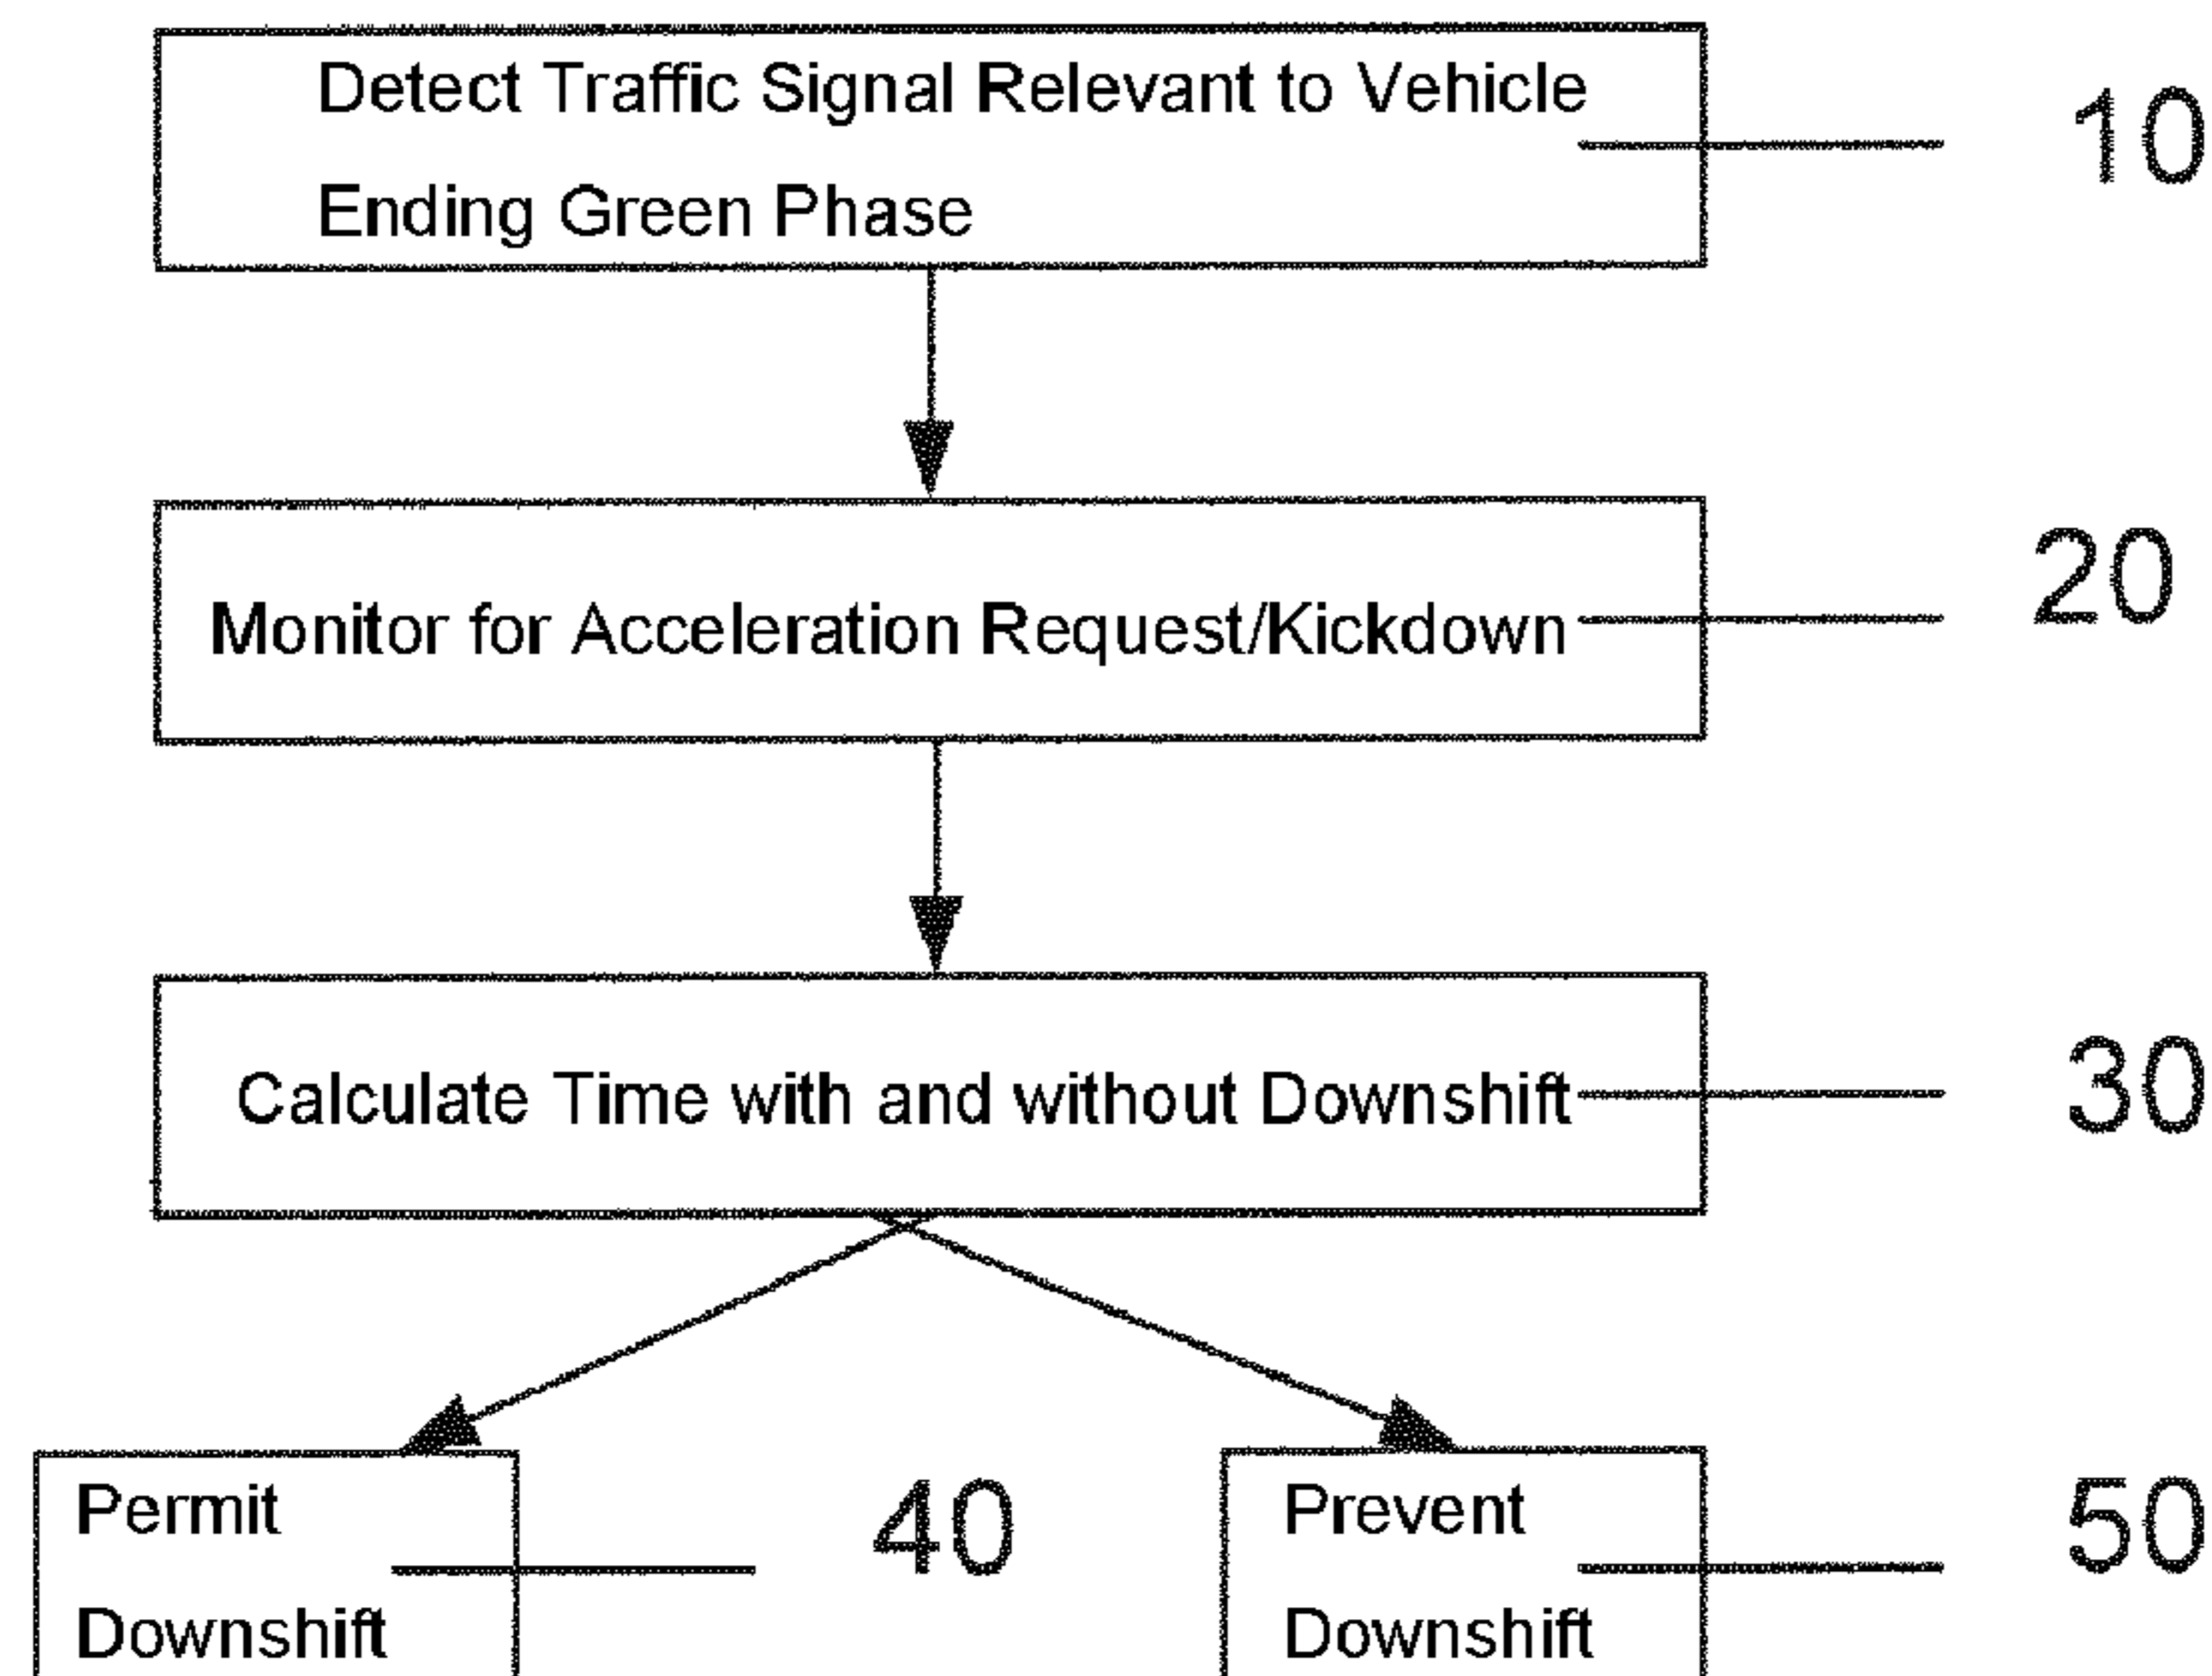 Detect Traffic Signal Relevant to Vehicle
Ending Green Phase
10
Monitor for Acceleration Request/Kickdown
20
Calculate Time with and without Downshift
30
Permit
Downshift
40
Prevent
Downshift
50